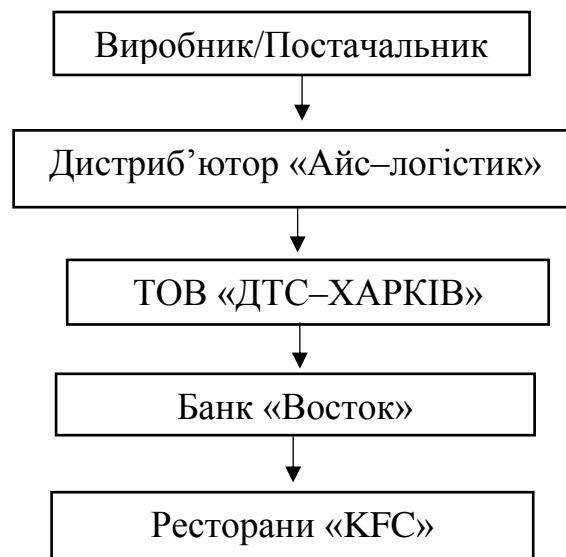 Виробник/Постачальник
Дистриб’ютор «Айс–логістик»
ТОВ «ДТС–ХАРКІВ»
Банк «Восток»
Ресторани «KFC»